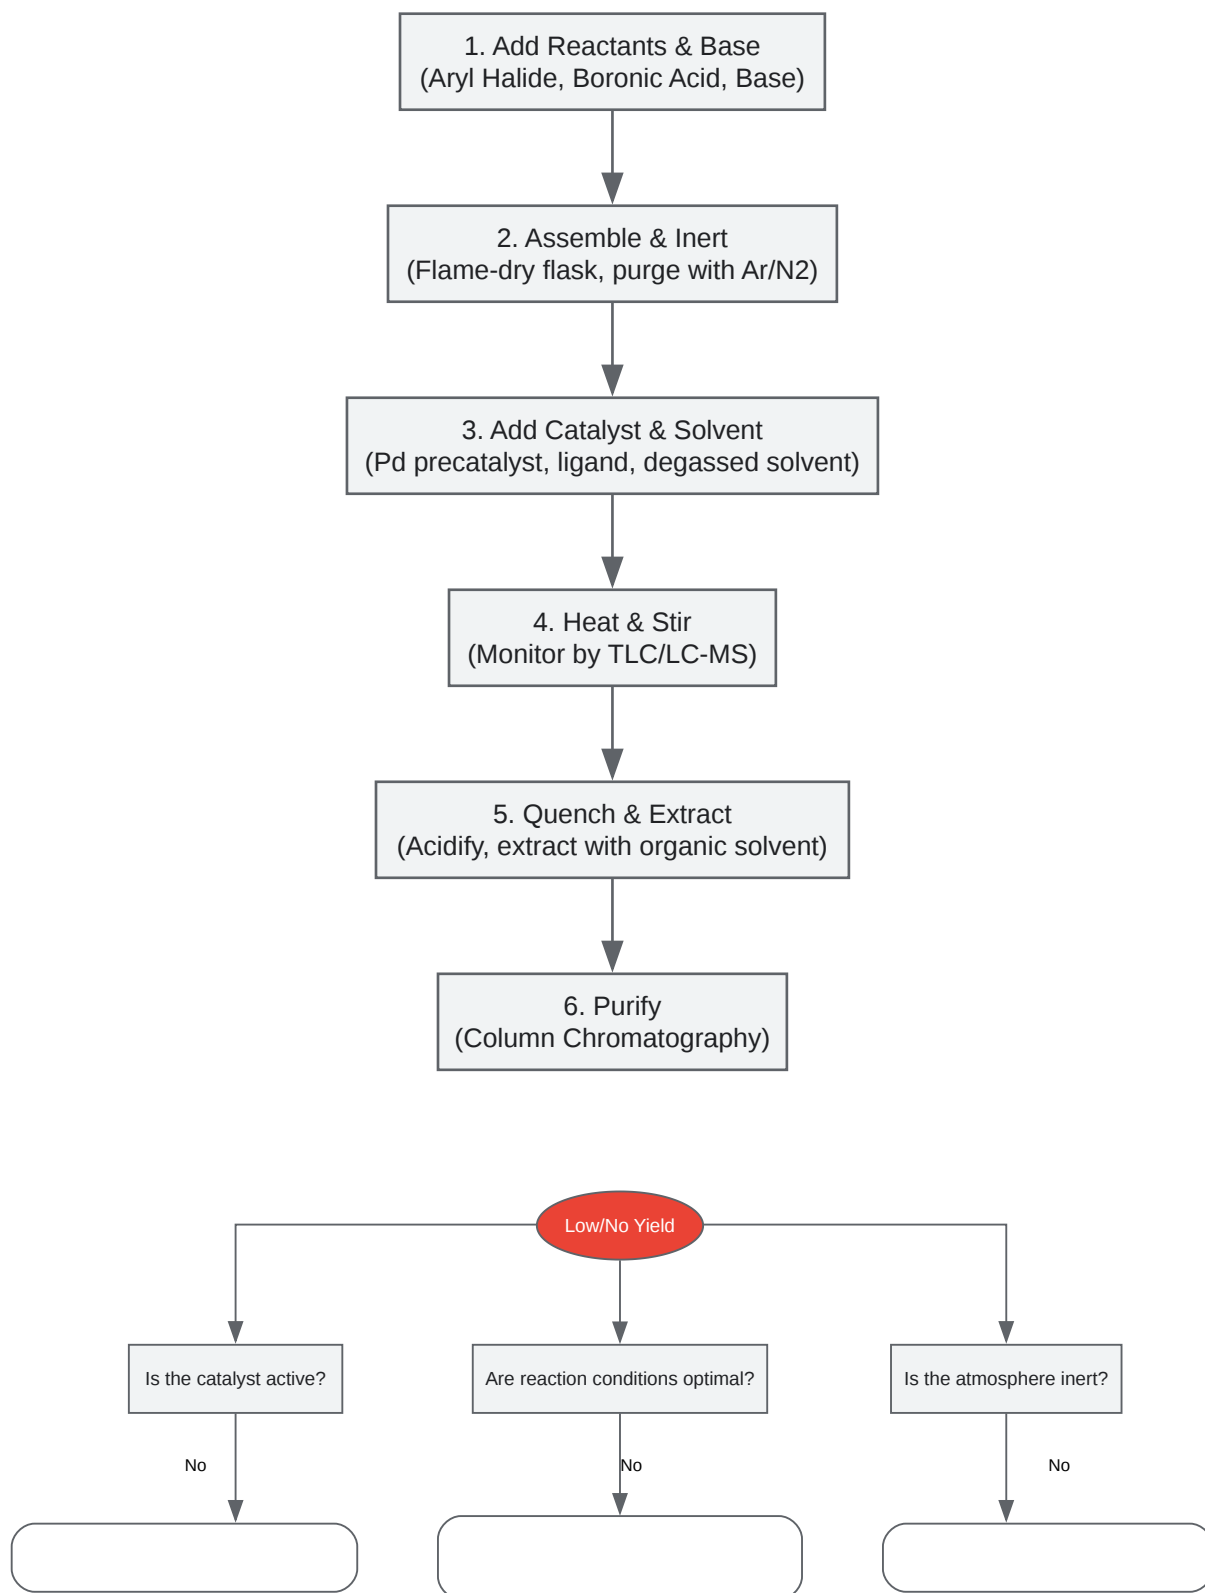 1. Add Reactants & Base
(Aryl Halide, Boronic Acid, Base)
2. Assemble & Inert
(Flame-dry flask, purge with Ar/N2)
3. Add Catalyst & Solvent
(Pd precatalyst, ligand, degassed solvent)
4. Heat & Stir
(Monitor by TLC/LC-MS)
5. Quench & Extract
(Acidify, extract with organic solvent)
6. Purify
(Column Chromatography)
Low/No Yield
Is the catalyst active?
Are reaction conditions optimal?
Is the atmosphere inert?
No
No
No